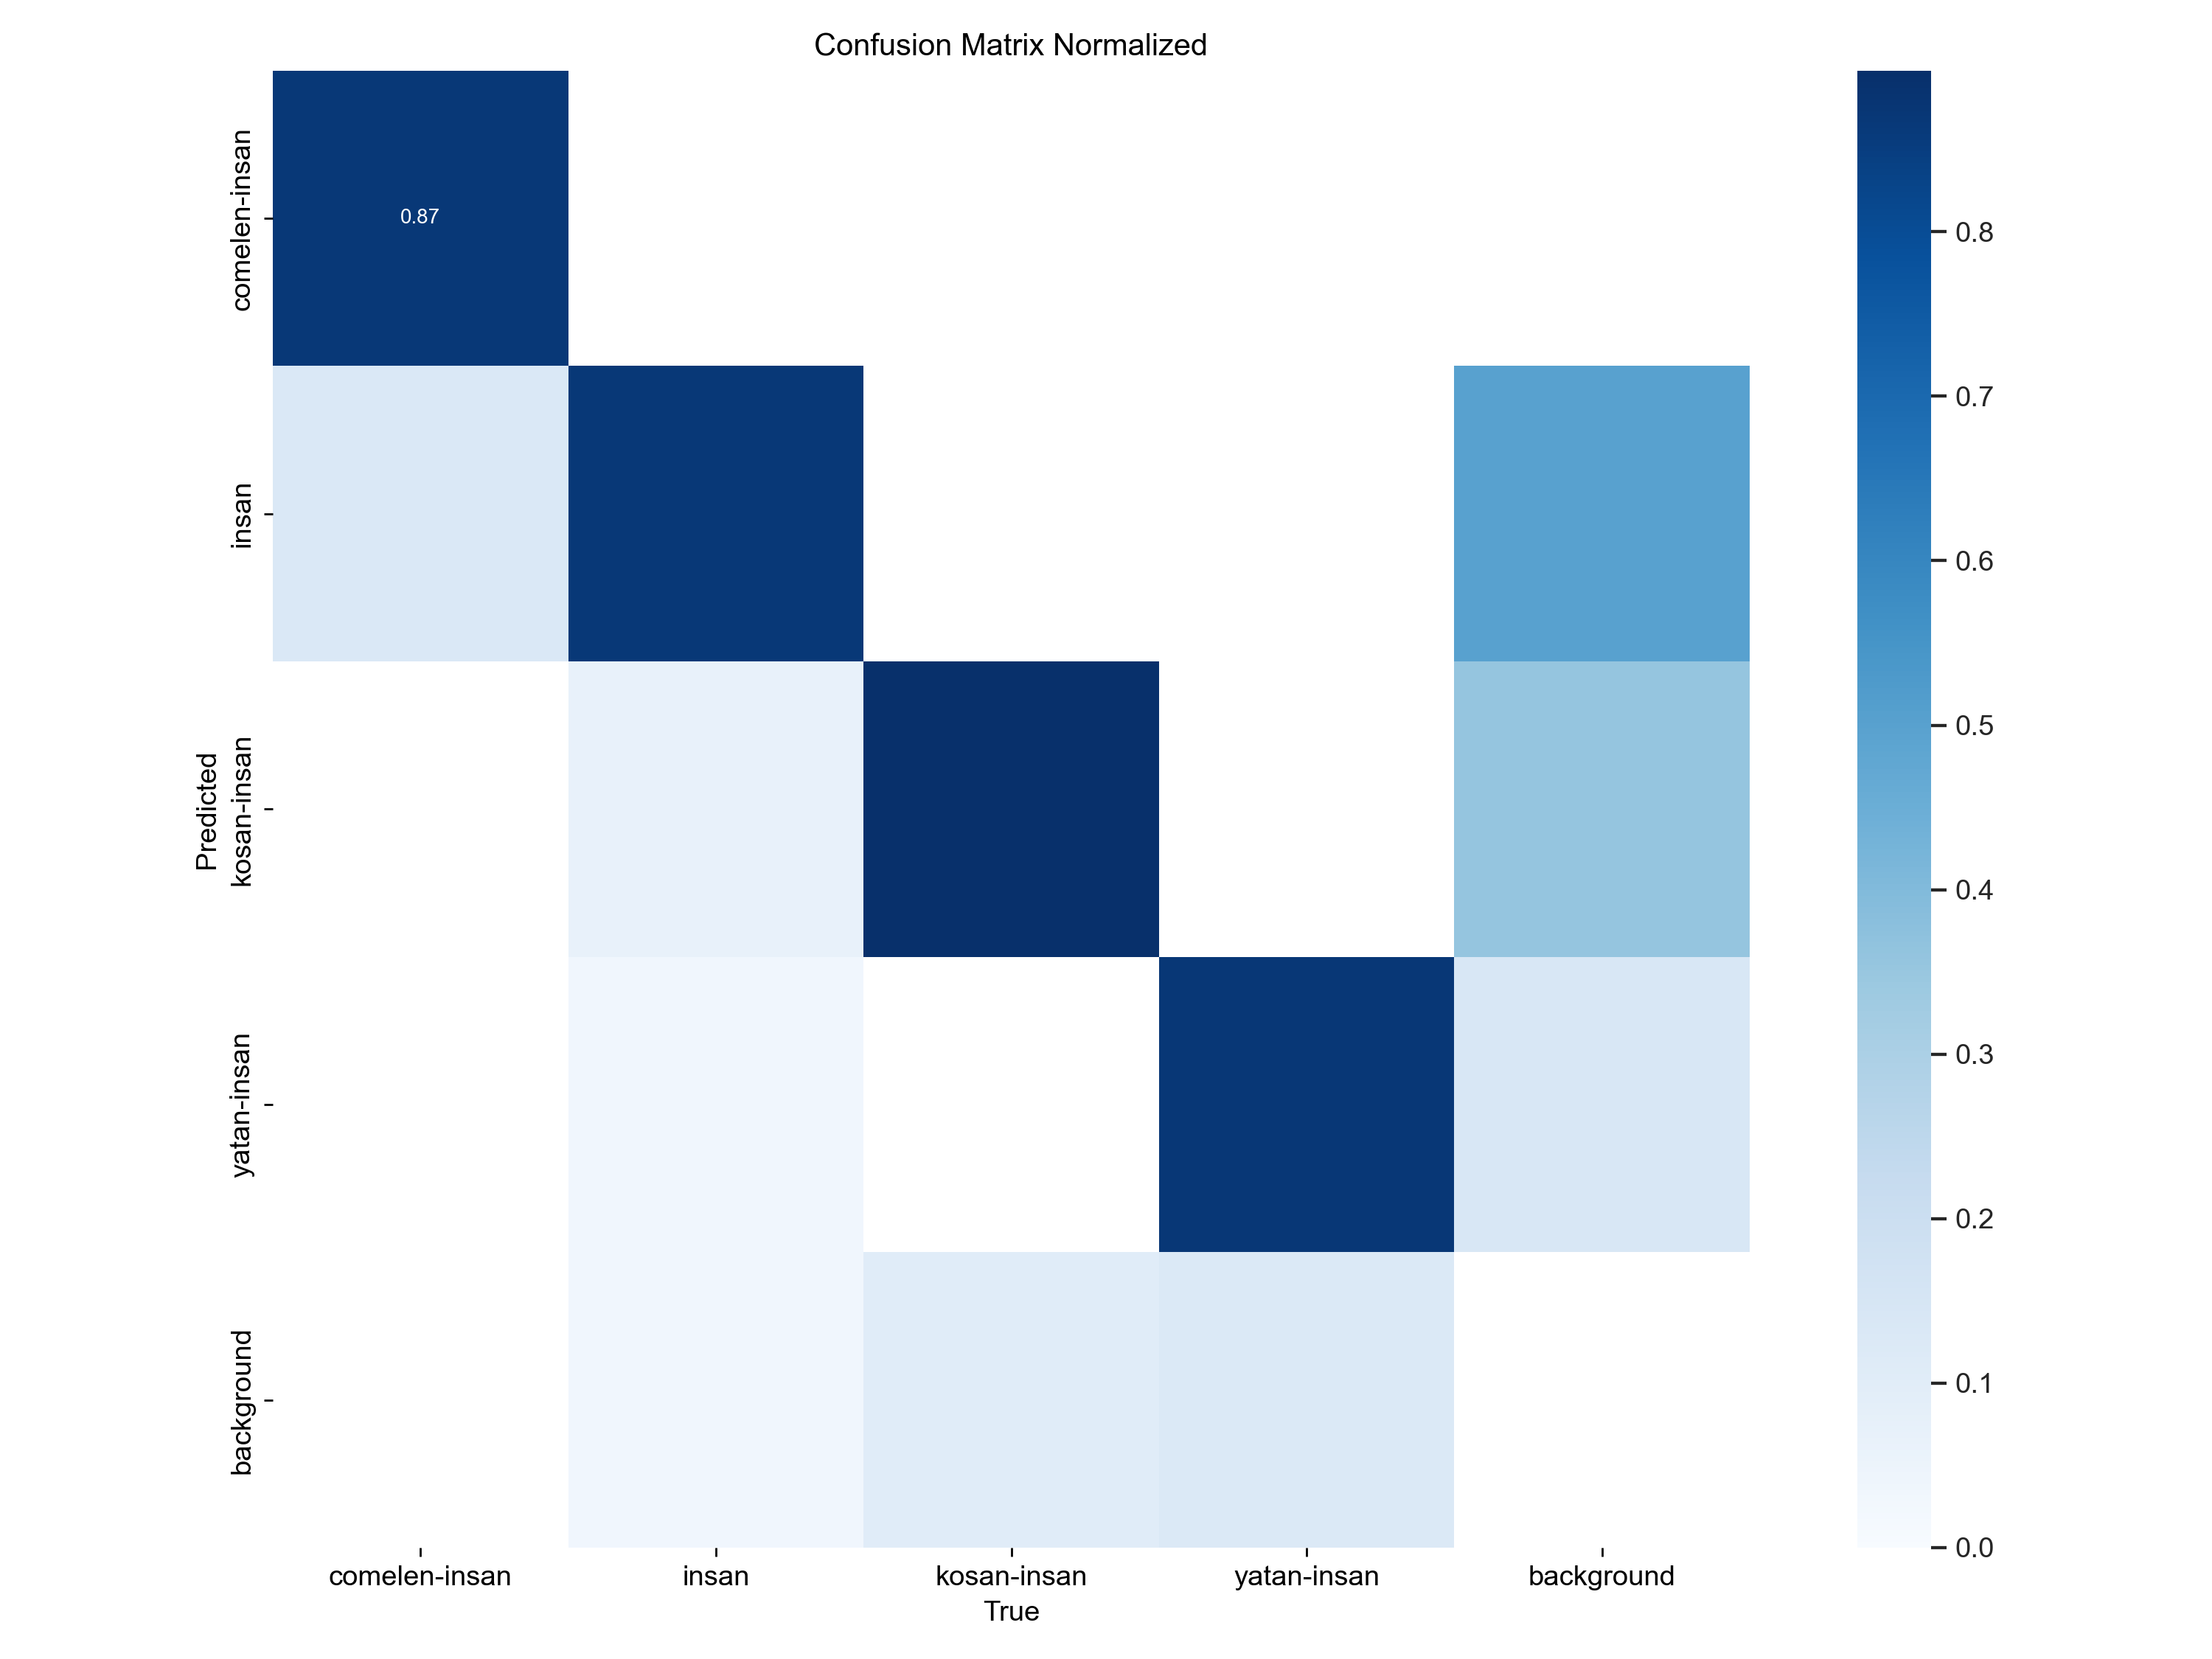 Confusion Matrix Normalized
comelen-insan
insan
kosan-insan
yatan-insan
background
Predicted
0.87
0.8
0.7
0.6
0.5
0.4
0.3
0.2
0.1
0.0
comelen-insan
insan
kosan-insan
yatan-insan
background
True